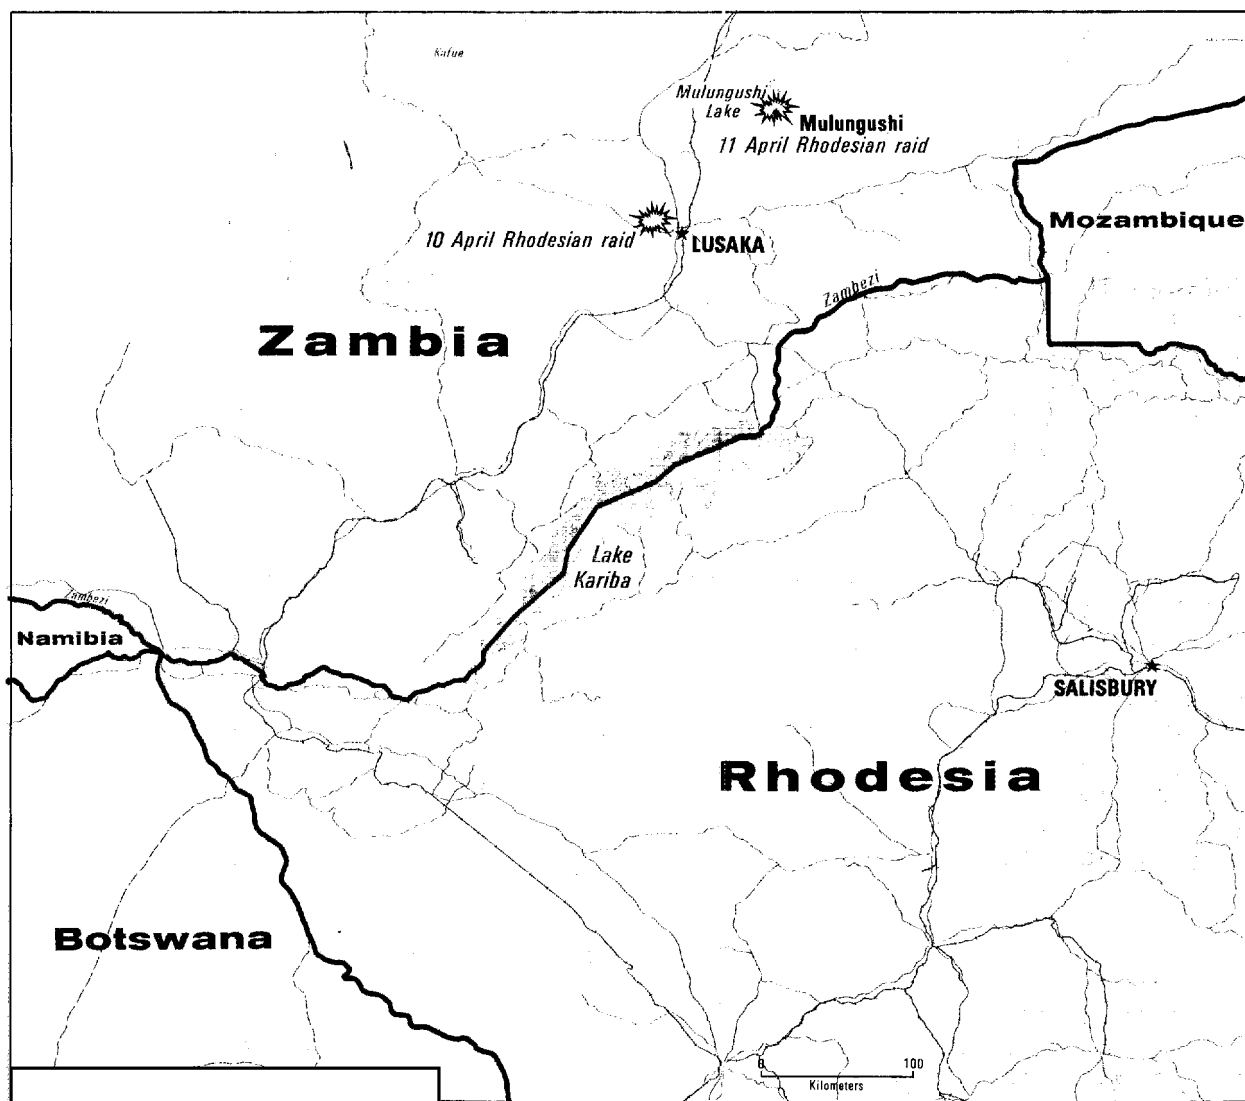 Kafue
Mulungushi
Lake
Mulungushi
11 April Rhodesian raid
Mozambique
10 April Rhodesian raid
LUSAKA
Zambezi
Zambia
Lake
Kariba
Zambezi
Namibia
SALISBURY
Rhodesia
Botswana
0 100
Kilometers